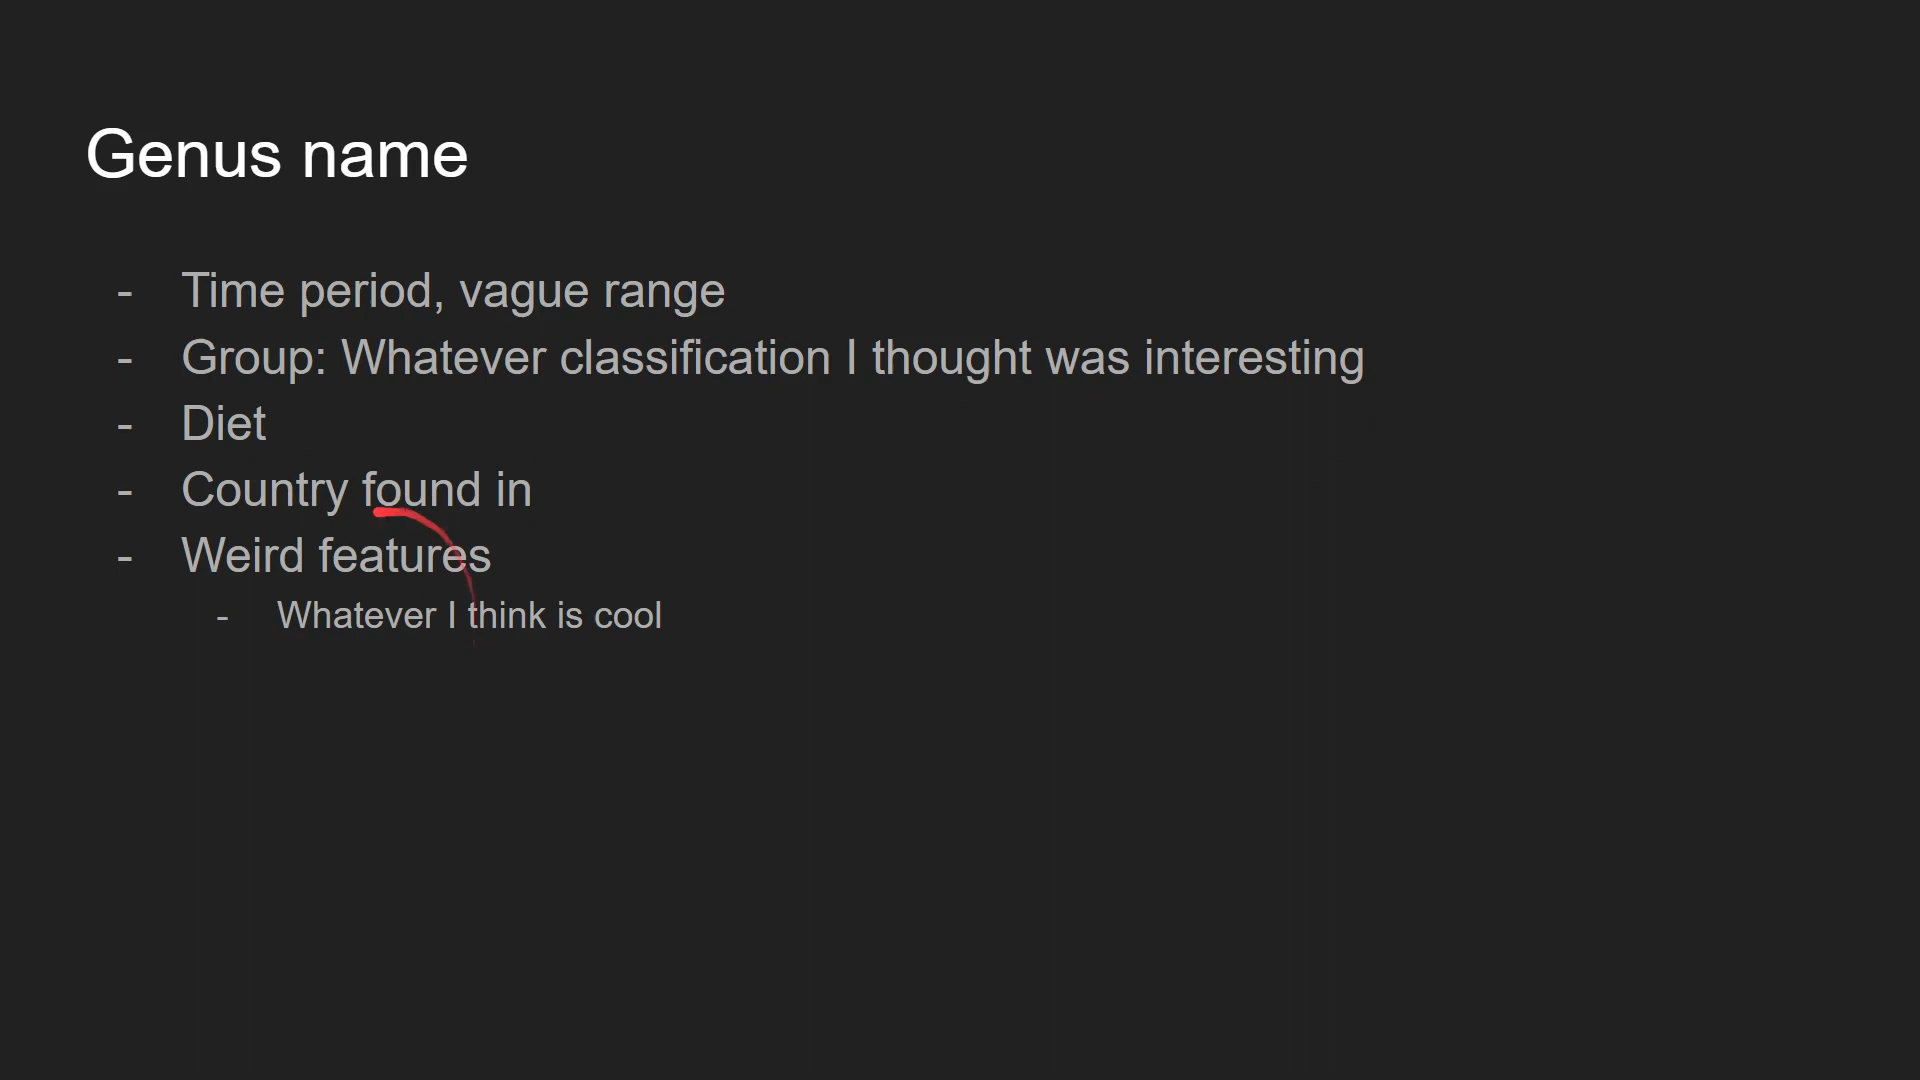 Genus name
- Time period, vague range
- Group: Whatever classification I thought was interesting
- Diet
- Country found in
- Weird features
- Whatever I think is cool